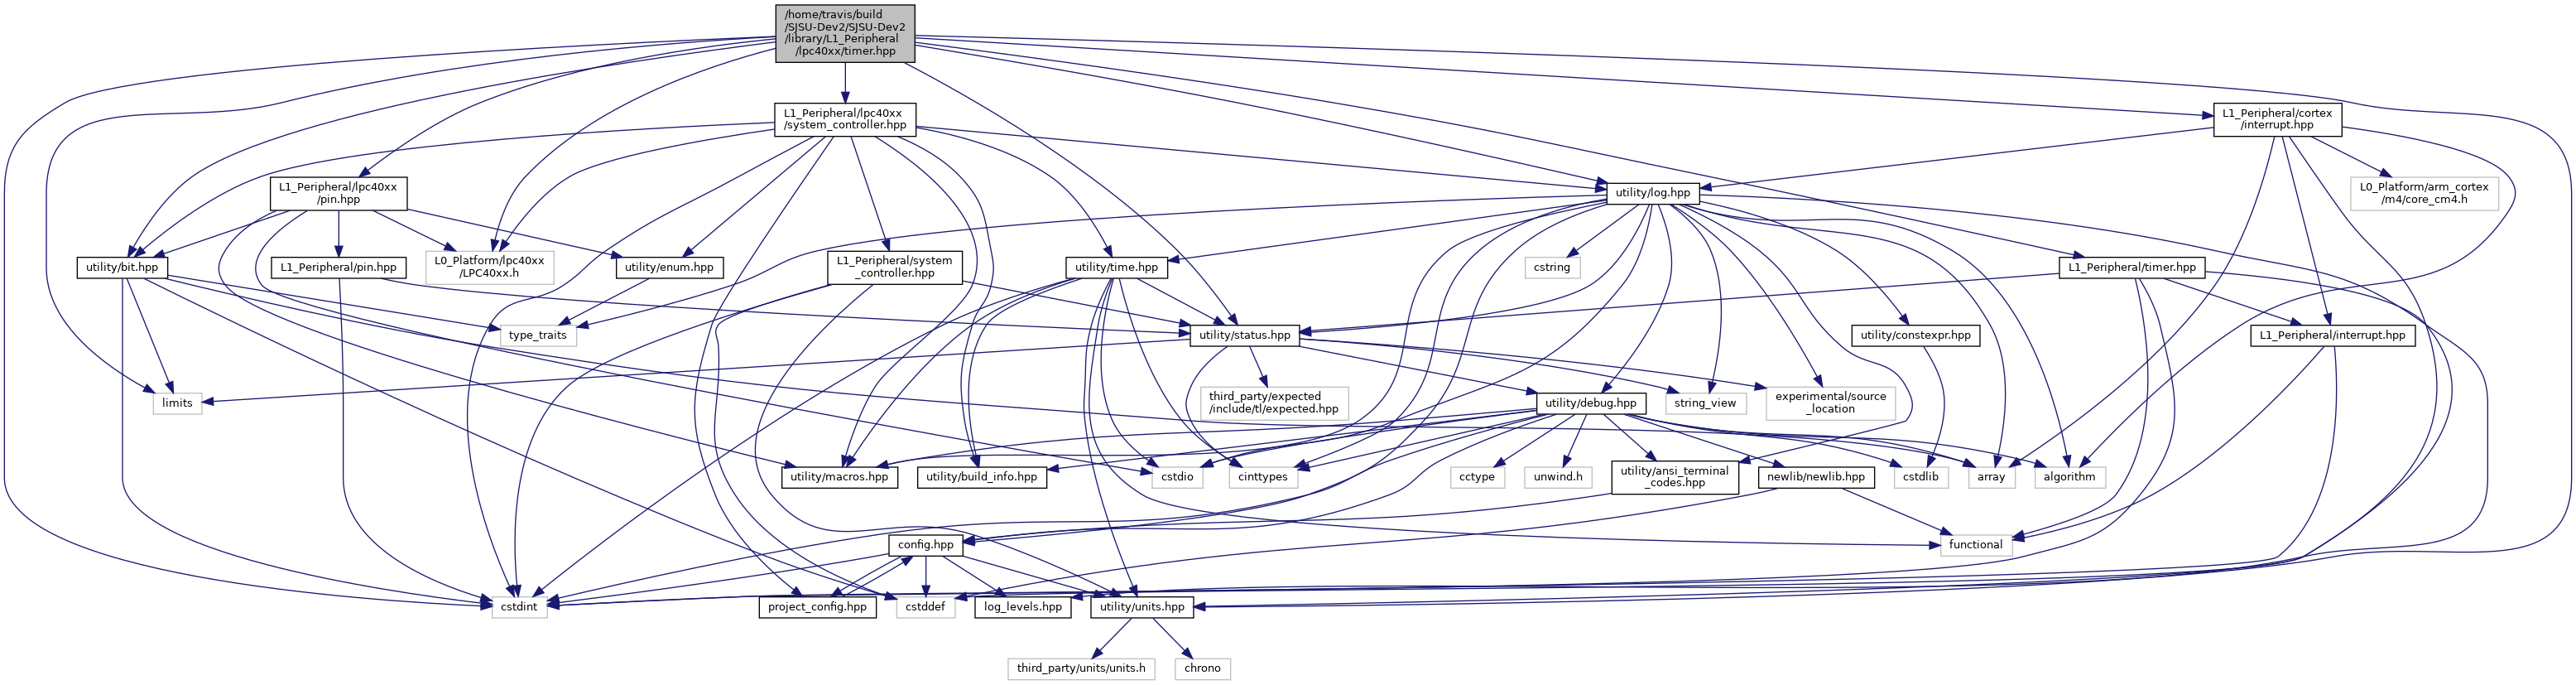 /home/travis/build
/SJSU-Dev2/SJSU-Dev2
/library/L1_Peripheral
/lpc40xx/timer.hpp
L1_Peripheral/lpc40xx
/system_controller.hpp
L1_Peripheral/cortex
/interrupt.hpp
L1_Peripheral/lpc40xx
/pin.hpp
utility/log.hpp
L0_Platform/arm_cortex
/m4/core_cm4.h
utility/bit.hpp
L1_Peripheral/pin.hpp
L0_Platform/lpc40xx
/LPC40xx.h
utility/enum.hpp
L1_Peripheral/system
_controller.hpp
utility/time.hpp
cstring
L1_Peripheral/timer.hpp
type_traits
utility/status.hpp
utility/constexpr.hpp
L1_Peripheral/interrupt.hpp
limits
third_party/expected
/include/tl/expected.hpp
utility/debug.hpp
string_view
experimental/source
_location
utility/macros.hpp
utility/build_info.hpp
cstdio
cinttypes
cctype
unwind.h
utility/ansi_terminal
_codes.hpp
newlib/newlib.hpp
cstdlib
array
algorithm
config.hpp
functional
cstdint
project_config.hpp
cstddef
log_levels.hpp
utility/units.hpp
third_party/units/units.h
chrono